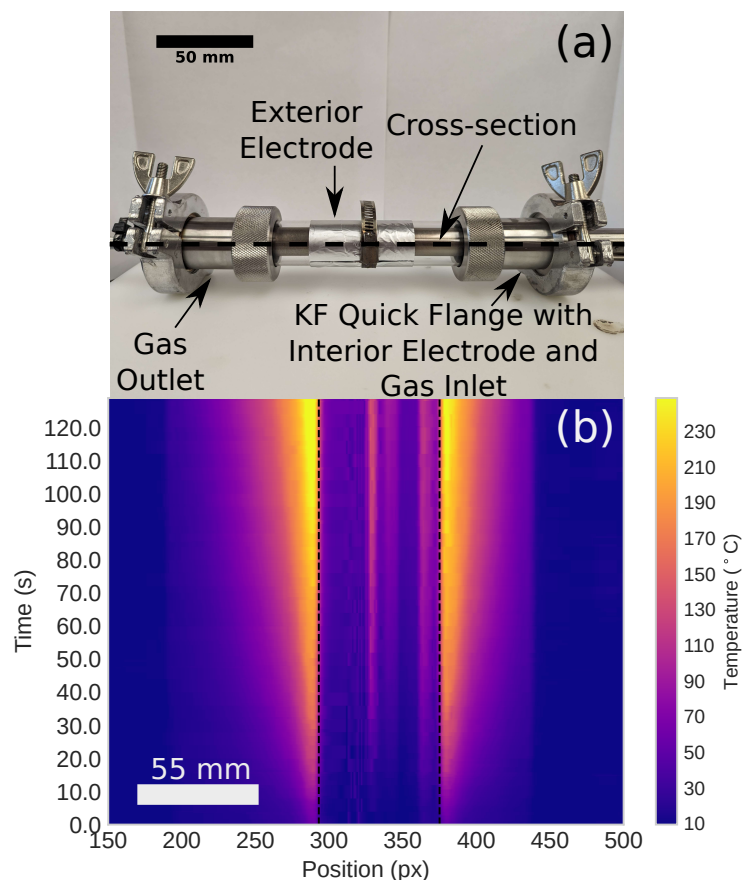 (a)
50 mm
Exterior
Electrode
Cross-section
Gas
Outlet
KF Quick Flange with
Interior Electrode and
Gas Inlet
(b)
120.0
110.0
100.0
90.0
80.0
70.0
60.0
50.0
40.0
30.0
20.0
10.0
0.0
Time (s)
55 mm
150 200 250 300 350 400 450 500
Position (px)
230
210
190
170
150
130
110
90
70
50
30
10
Temperature (°C)